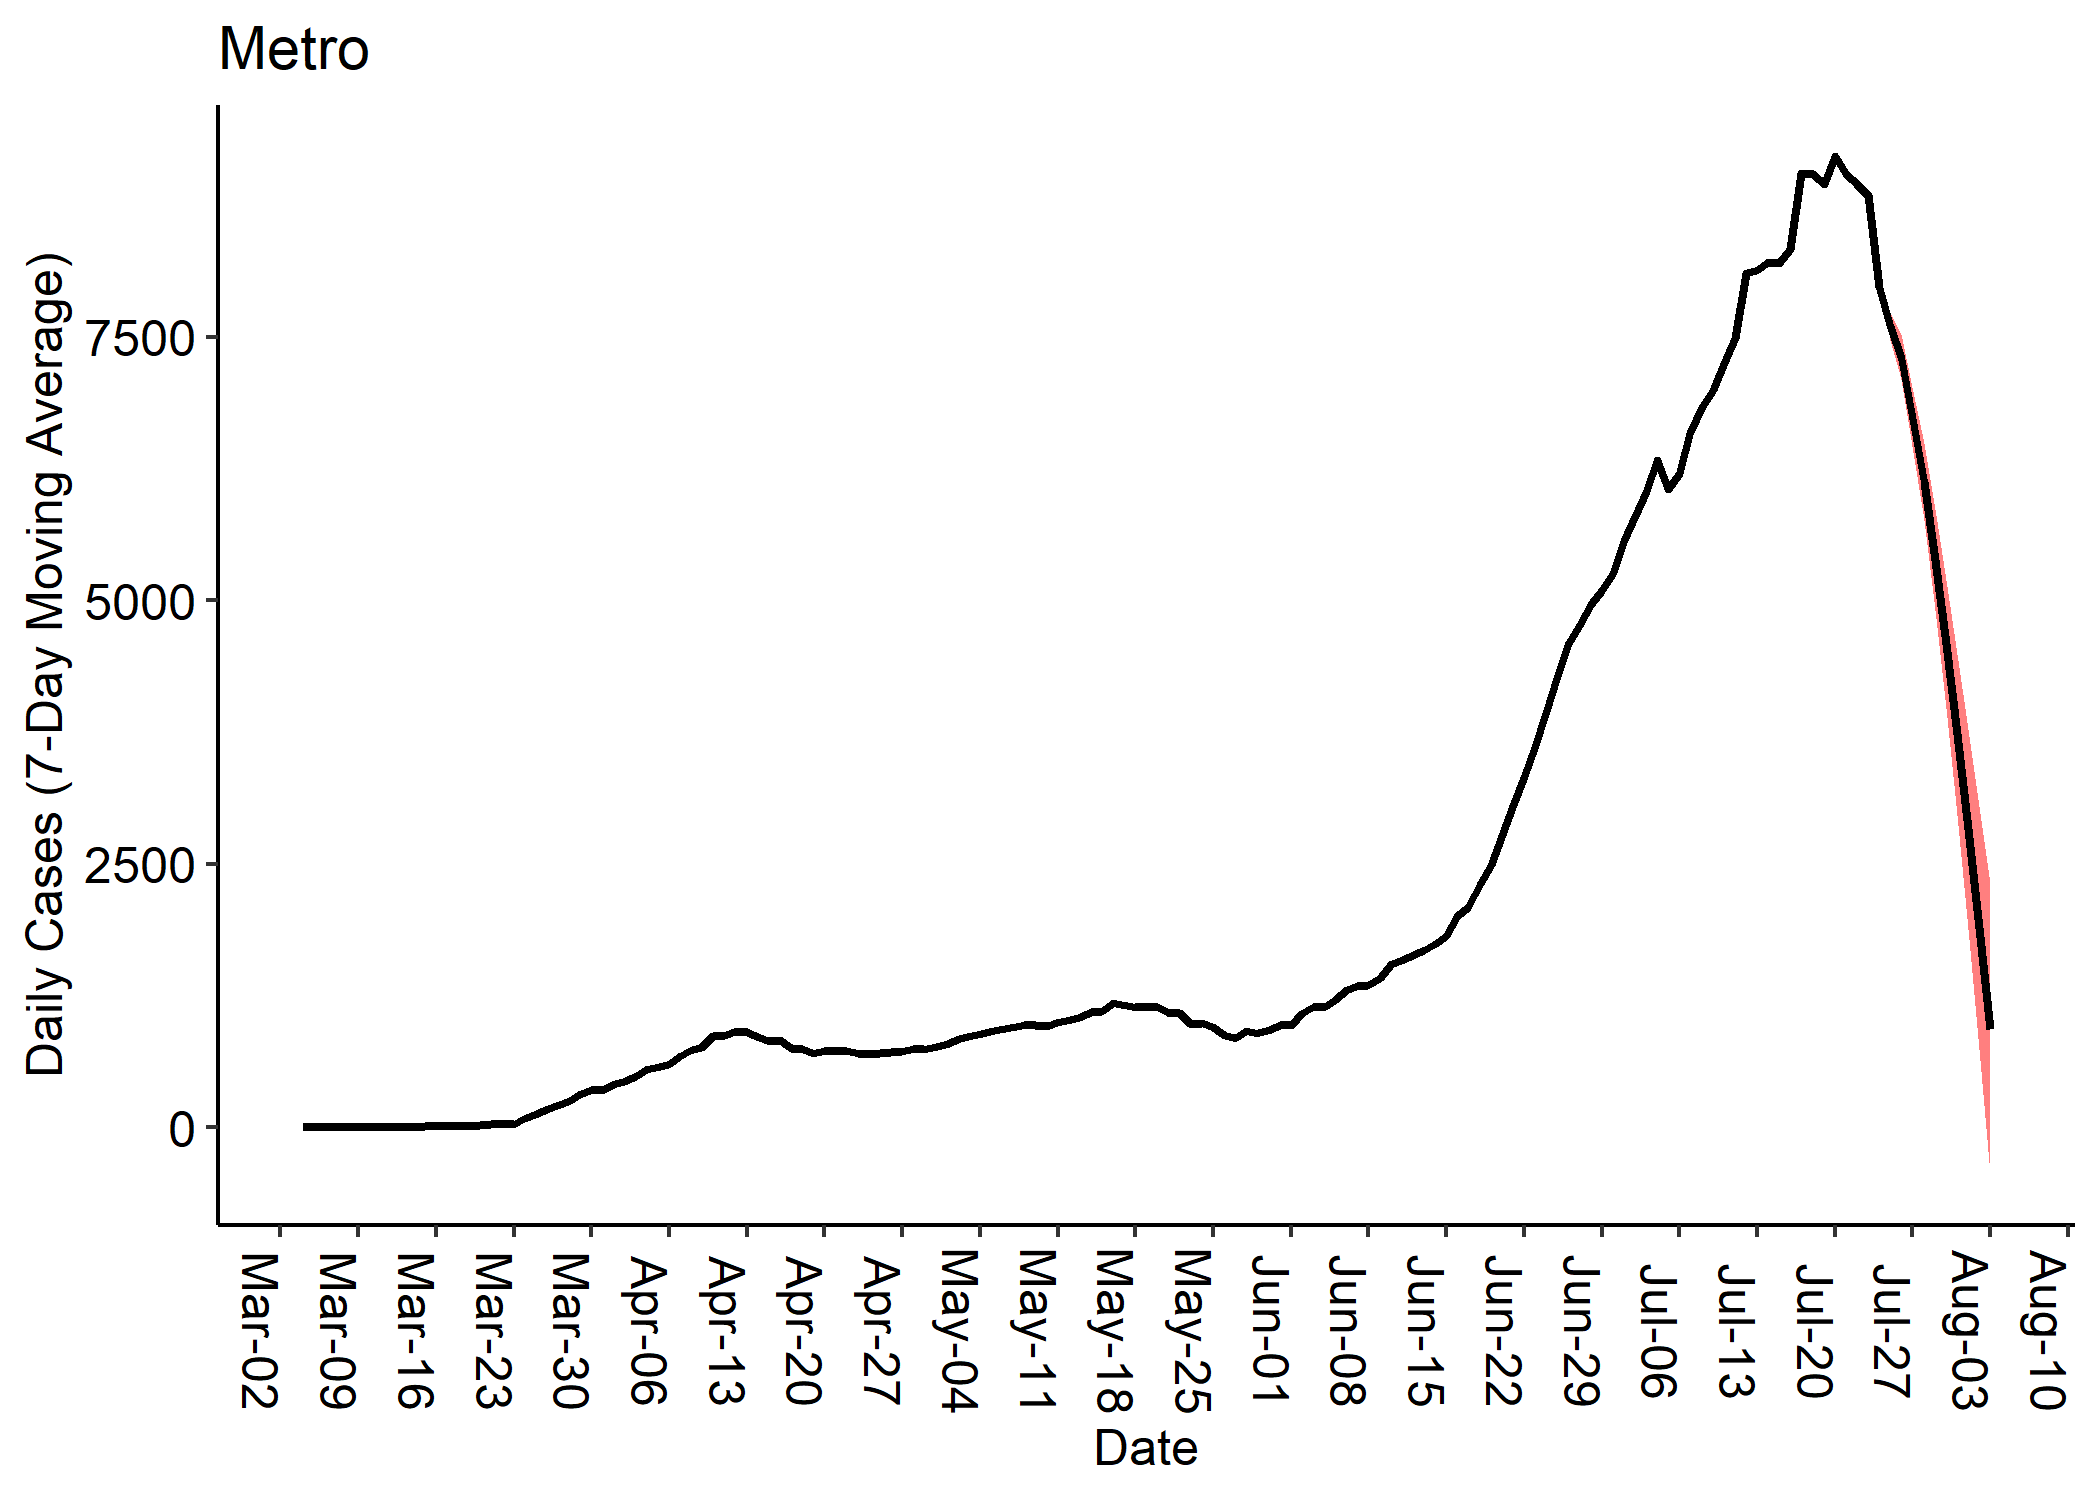 Metro
Daily Cases (7-Day Moving Average)
7500
5000
2500
0
Mar-02
Mar-09
Mar-16
Mar-23
Mar-30
Apr-06
Apr-13
Apr-20
Apr-27
May-04
May-11
May-18
May-25
Jun-01
Jun-08
Jun-15
Jun-22
Jun-29
Jul-06
Jul-13
Jul-20
Jul-27
Aug-03
Aug-10
Date